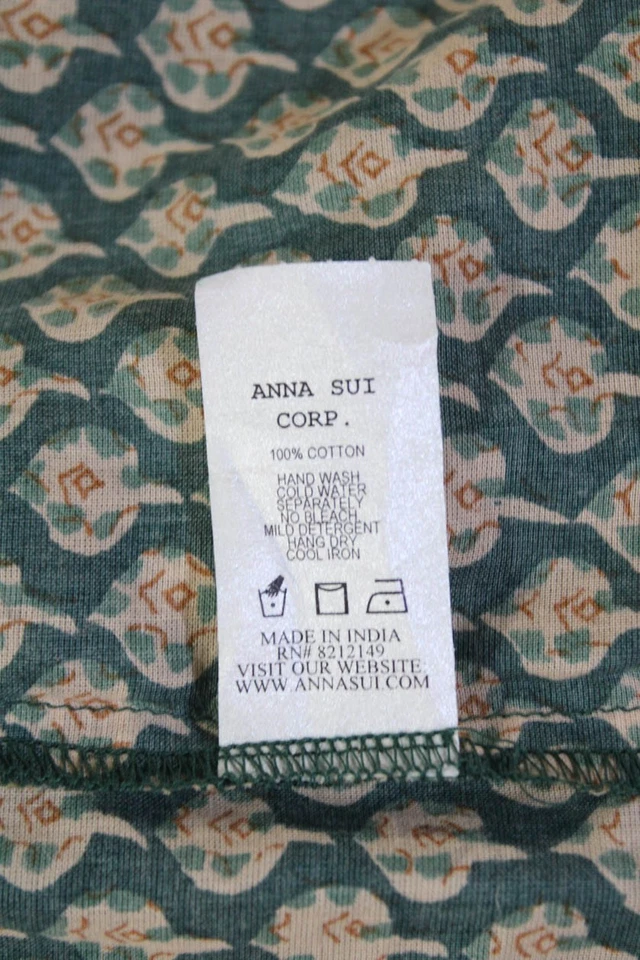 ANNA SUI
CORP.
100% COTTON
HAND WASH
COLD WATER
SEPARATELY
NO BLEACH
MILD DETERGENT
HANG DRY
COOL IRON
MADE IN INDIA
RN# 8212149
VISIT OUR WEBSITE:
WWW.ANNASUI.COM